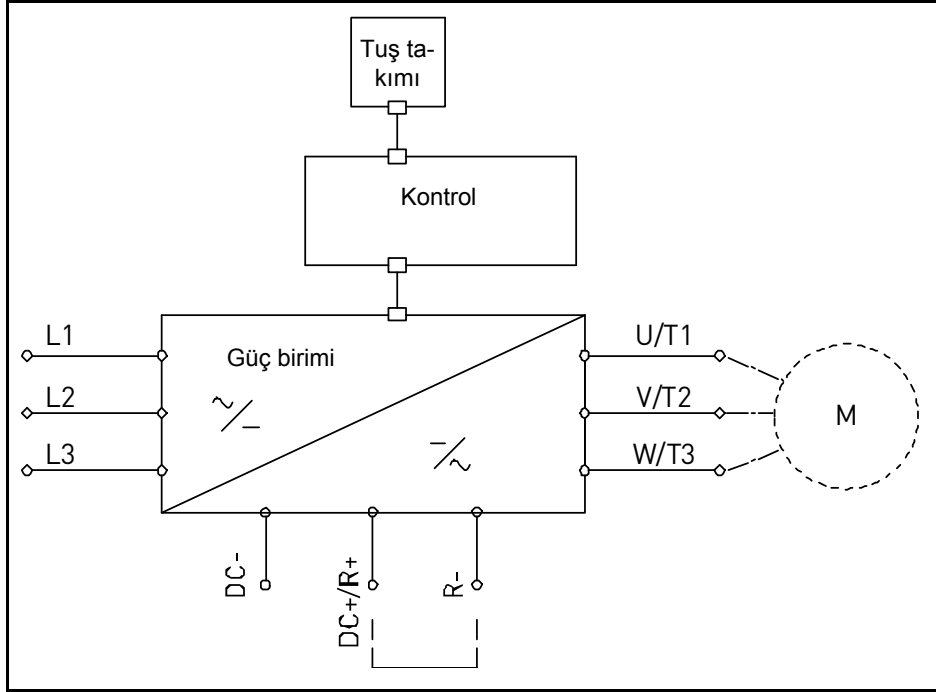 Tuş ta-
kımı
Kontrol
Güç birimi
L1
L2
L3
U/T1
V/T2
W/T3
M
DC-
DC+/R+
R-